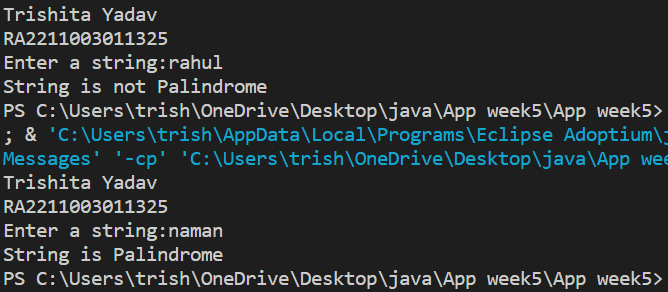 Trishita Yadav
RA2211003011325
Enter a string:rahul
String is not Palindrome
PS C:\Users\trish\OneDrive\Desktop\java\App week5\App week5>
; & 'C:\Users\trish\AppData\Local\Programs\Eclipse Adoptium\j
Messages' '-cp' 'C:\Users\trish\OneDrive\Desktop\java\App wee
Trishita Yadav
RA2211003011325
Enter a string:naman
String is Palindrome
PS C:\Users\trish\OneDrive\Desktop\java\App week5\App week5>